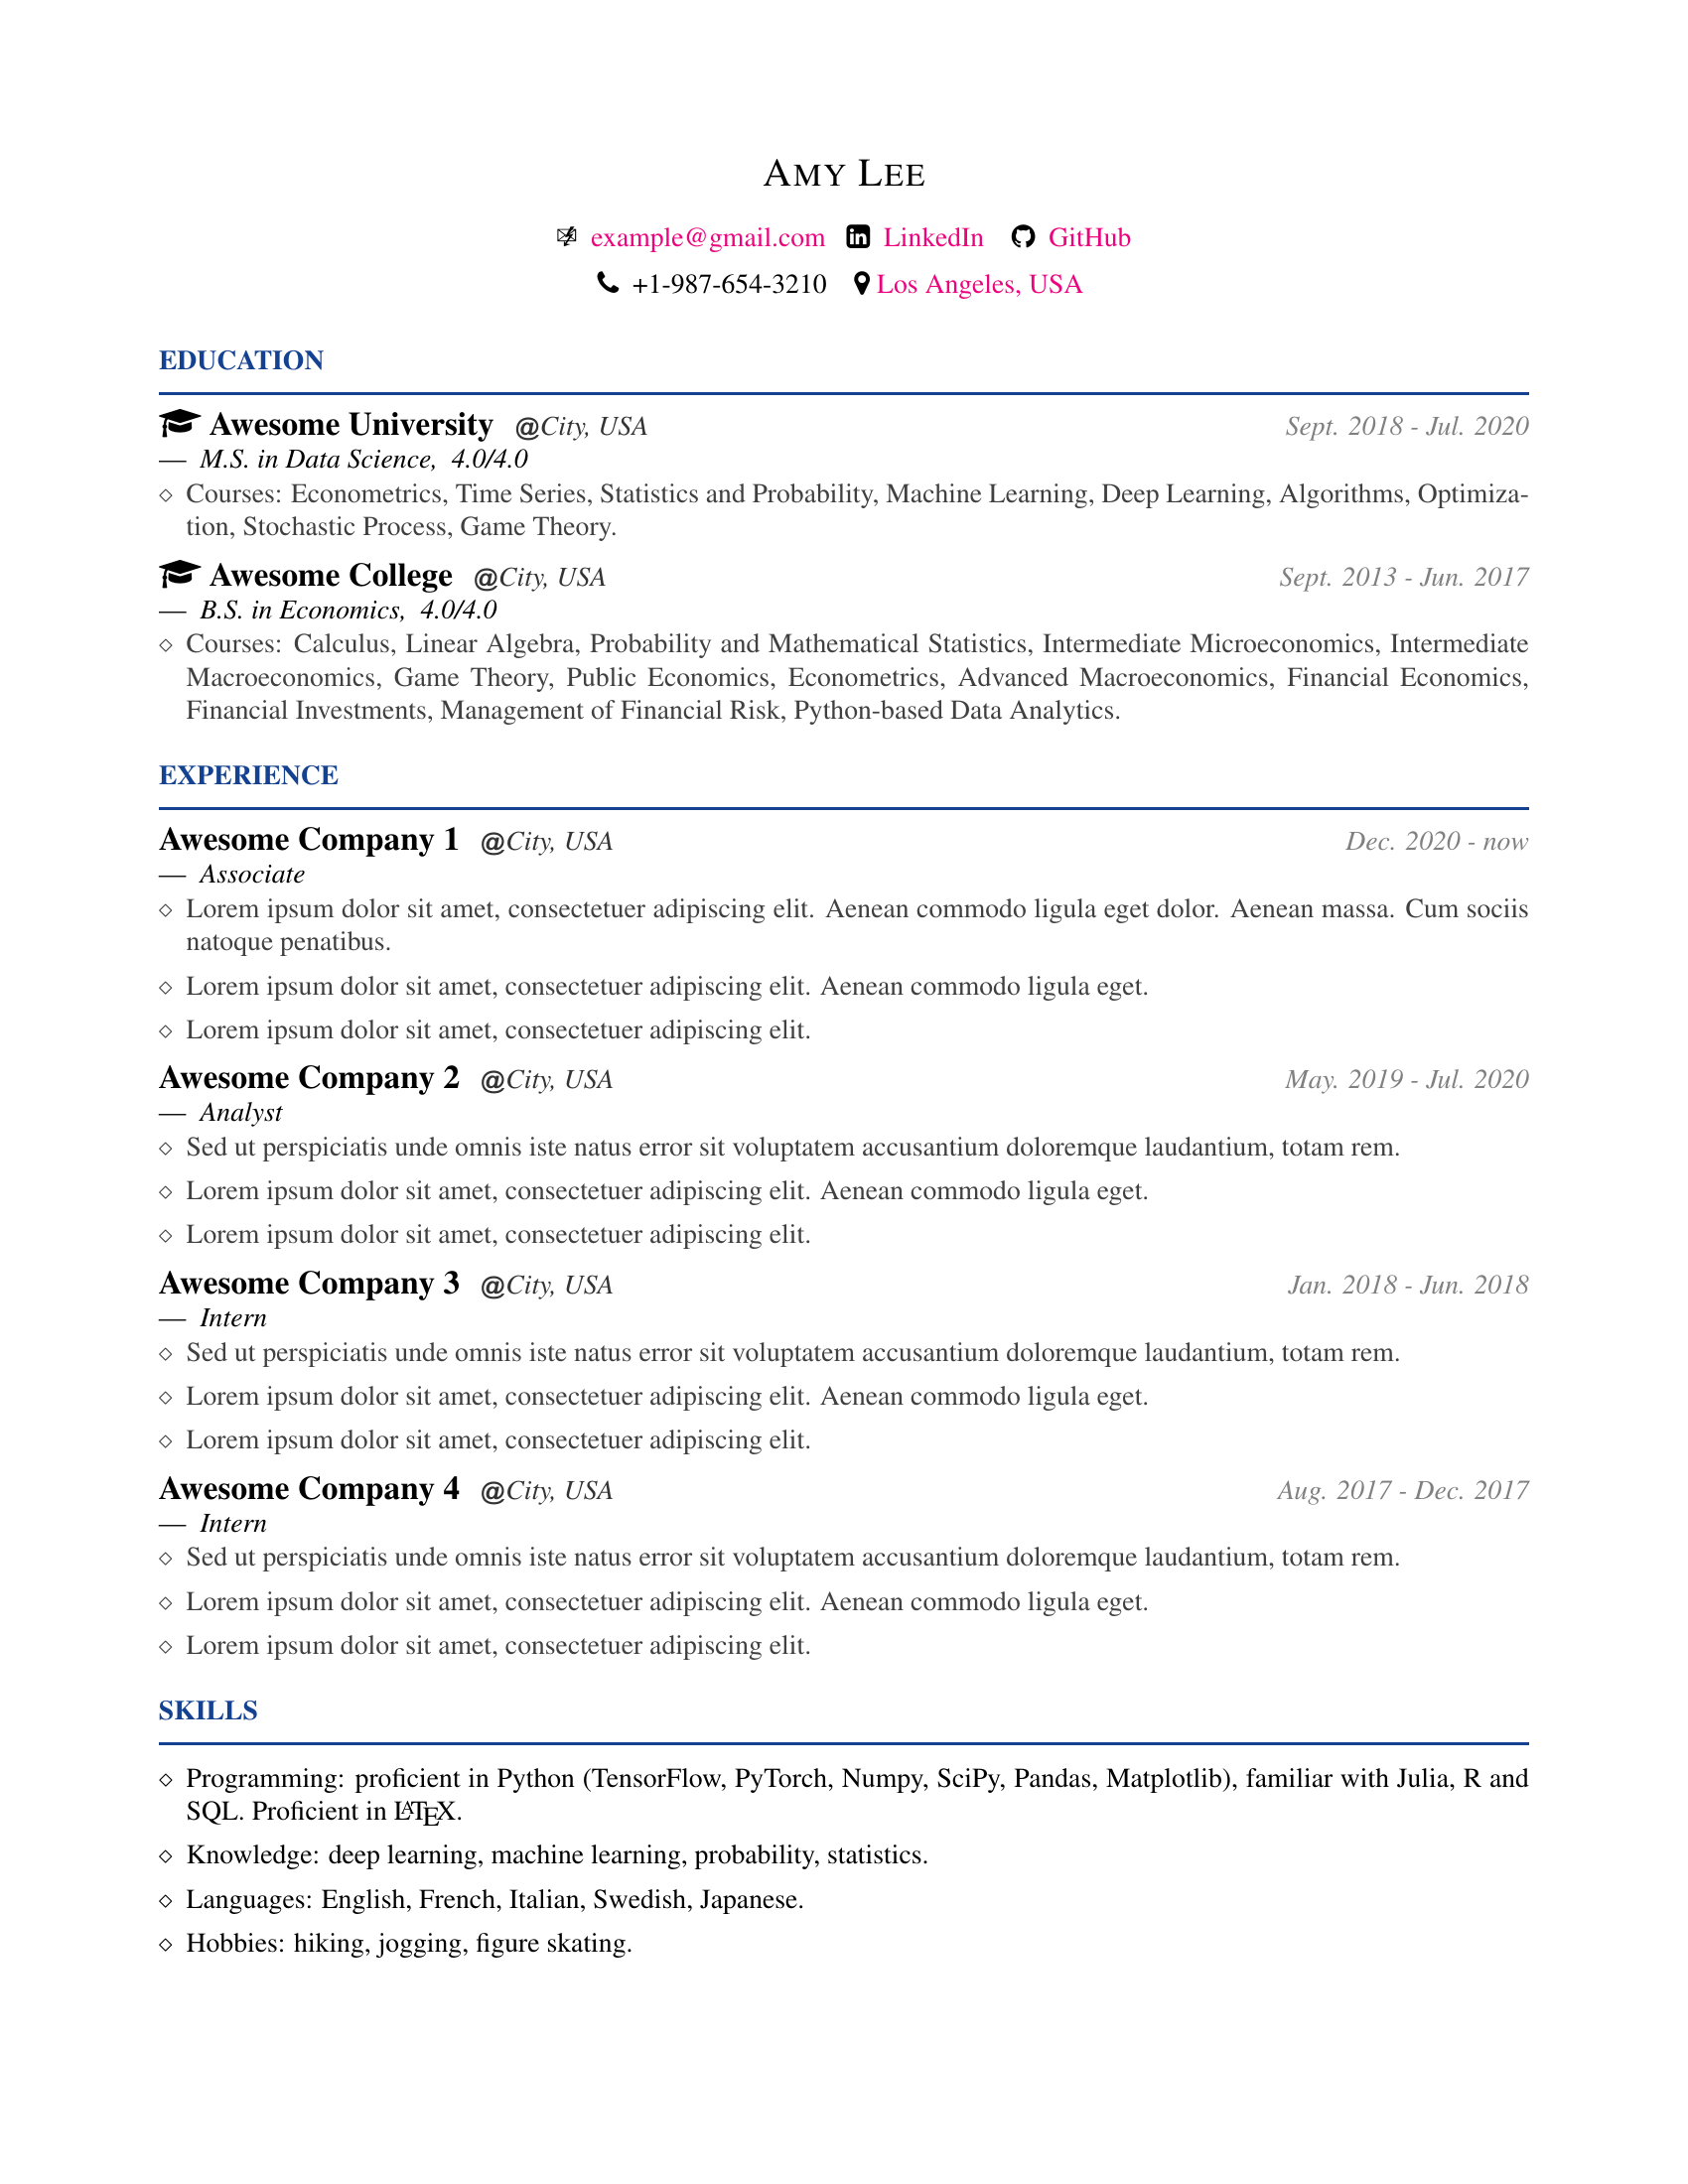 Amy Lee
example@gmail.com LinkedIn GitHub
+1-987-654-3210 Los Angeles, USA
EDUCATION
Awesome University @City, USA Sept. 2018 - Jul. 2020
— M.S. in Data Science, 4.0/4.0
◇ Courses: Econometrics, Time Series, Statistics and Probability, Machine Learning, Deep Learning, Algorithms, Optimiza-
tion, Stochastic Process, Game Theory.
Awesome College @City, USA Sept. 2013 - Jun. 2017
— B.S. in Economics, 4.0/4.0
◇ Courses: Calculus, Linear Algebra, Probability and Mathematical Statistics, Intermediate Microeconomics, Intermediate
Macroeconomics, Game Theory, Public Economics, Econometrics, Advanced Macroeconomics, Financial Economics,
Financial Investments, Management of Financial Risk, Python-based Data Analytics.
EXPERIENCE
Awesome Company 1 @City, USA Dec. 2020 - now
— Associate
◇ Lorem ipsum dolor sit amet, consectetuer adipiscing elit. Aenean commodo ligula eget dolor. Aenean massa. Cum sociis
natoque penatibus.
◇ Lorem ipsum dolor sit amet, consectetuer adipiscing elit. Aenean commodo ligula eget.
◇ Lorem ipsum dolor sit amet, consectetuer adipiscing elit.
Awesome Company 2 @City, USA May. 2019 - Jul. 2020
— Analyst
◇ Sed ut perspiciatis unde omnis iste natus error sit voluptatem accusantium doloremque laudantium, totam rem.
◇ Lorem ipsum dolor sit amet, consectetuer adipiscing elit. Aenean commodo ligula eget.
◇ Lorem ipsum dolor sit amet, consectetuer adipiscing elit.
Awesome Company 3 @City, USA Jan. 2018 - Jun. 2018
— Intern
◇ Sed ut perspiciatis unde omnis iste natus error sit voluptatem accusantium doloremque laudantium, totam rem.
◇ Lorem ipsum dolor sit amet, consectetuer adipiscing elit. Aenean commodo ligula eget.
◇ Lorem ipsum dolor sit amet, consectetuer adipiscing elit.
Awesome Company 4 @City, USA Aug. 2017 - Dec. 2017
— Intern
◇ Sed ut perspiciatis unde omnis iste natus error sit voluptatem accusantium doloremque laudantium, totam rem.
◇ Lorem ipsum dolor sit amet, consectetuer adipiscing elit. Aenean commodo ligula eget.
◇ Lorem ipsum dolor sit amet, consectetuer adipiscing elit.
SKILLS
◇ Programming: proficient in Python (TensorFlow, PyTorch, Numpy, SciPy, Pandas, Matplotlib), familiar with Julia, R and
SQL. Proficient in LATEX.
◇ Knowledge: deep learning, machine learning, probability, statistics.
◇ Languages: English, French, Italian, Swedish, Japanese.
◇ Hobbies: hiking, jogging, figure skating.